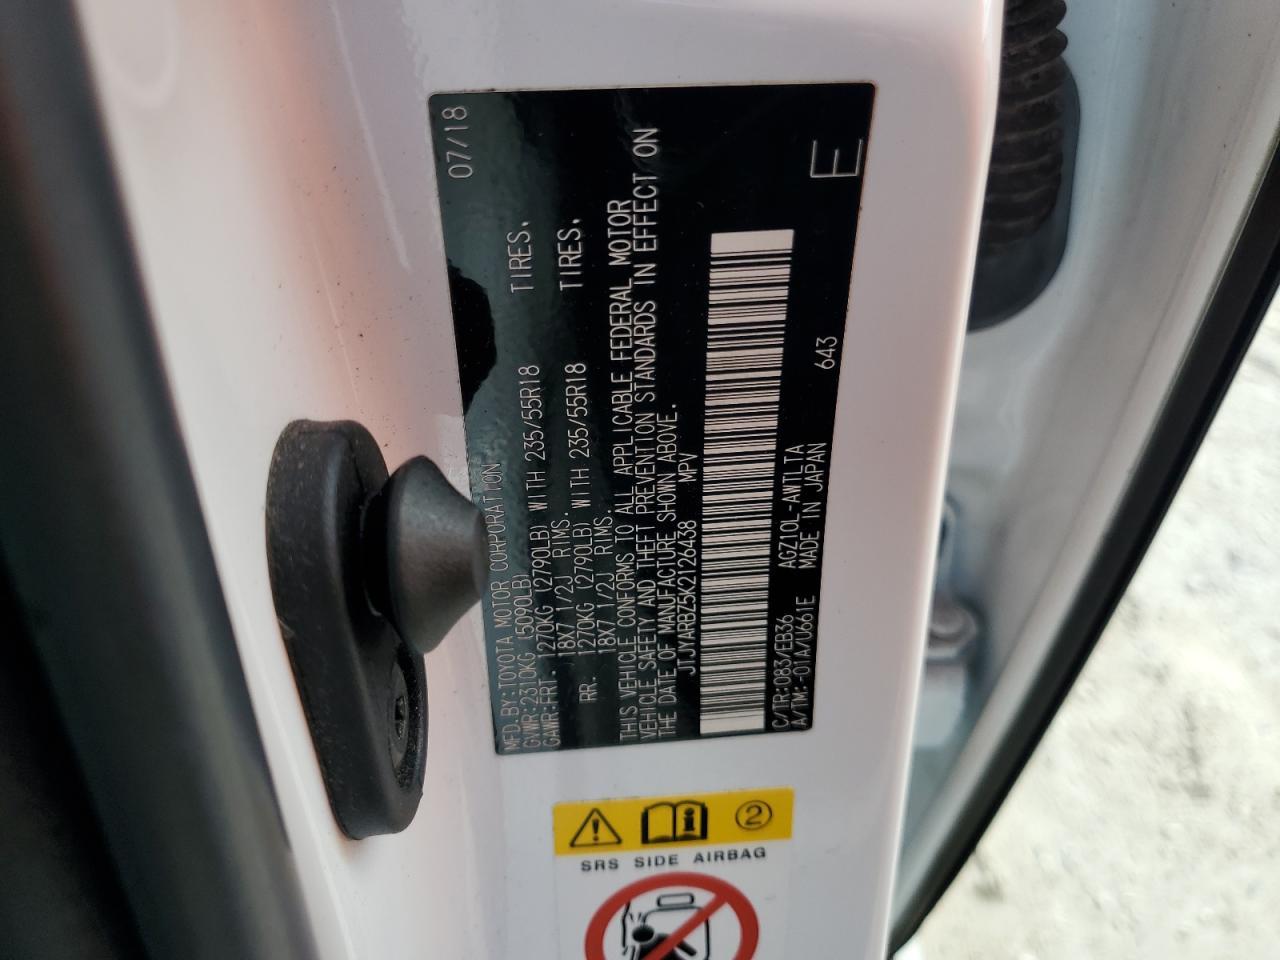 MFD.BY:TOYOTA MOTOR CORPORATION 07/18
GVWR:2310KG (5090LB)
GAWR:FRT. 1270KG (2790LB) WITH 235/55R18 TIRES.
18X7 1/2J RIMS.
RR. 1270KG (2790LB) WITH 235/55R18 TIRES.
18X7 1/2J RIMS.
THIS VEHICLE CONFORMS TO ALL APPLICABLE FEDERAL MOTOR
VEHICLE SAFETY AND THEFT PREVENTION STANDARDS IN EFFECT ON
THE DATE OF MANUFACTURE SHOWN ABOVE.
JTJYARBZ5K2126438 MPV
C/TR:083/EB36 AGZ10L-AWTLTA
A/TM:-01A/U661E MADE IN JAPAN 643
E
2
SRS SIDE AIRBAG